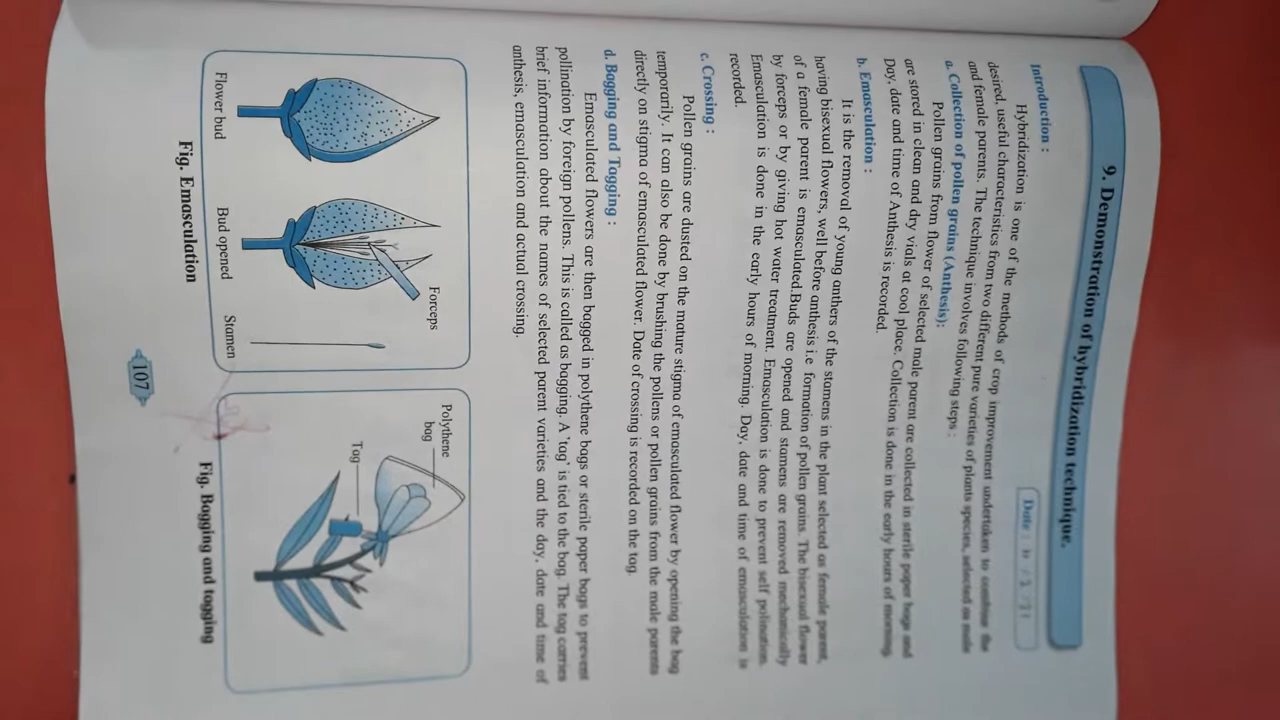 9. Demonstration of hybridization technique.
Date :
Introduction :
Hybridization is one of the methods of crop improvement undertaken to combine the
desired, useful characteristics from two different pure varieties of plants species, selected as male
and female parents. The technique involves following steps :
a. Collection of pollen grains (Anthesis):
Pollen grains from flower of selected male parent are collected in sterile paper bags and
are stored in clean and dry vials at cool place. Collection is done in the early hours of morning.
Day, date and time of Anthesis is recorded.
b. Emasculation :
It is the removal of young anthers of the stamens in the plant selected as female parent,
having bisexual flowers, well before anthesis i.e formation of pollen grains. The bisexual flower
of a female parent is emasculated.Buds are opened and stamens are removed mechanically
by forceps or by giving hot water treatment. Emasculation is done to prevent self polination.
Emasculation is done in the early hours of morning. Day, date and time of emasculation is
recorded.
c. Crossing :
Pollen grains are dusted on the mature stigma of emasculated flower by opening the bag
temporarily. It can also be done by brushing the pollens or pollen grains from the male parents
directly on stigma of emasculated flower. Date of crossing is recorded on the tag.
d. Bagging and Tagging :
Emasculated flowers are then bagged in polythene bags or sterile paper bags to prevent
pollination by foreign pollens. This is called as bagging. A 'tag' is tied to the bag. The tag carries
brief information about the names of selected parent varieties and the day, date and time of
anthesis, emasculation and actual crossing.
Forceps
Flower bud
Bud opened
Stamen
Fig. Emasculation
Polythene
bag
Tag
Fig. Bagging and tagging
107